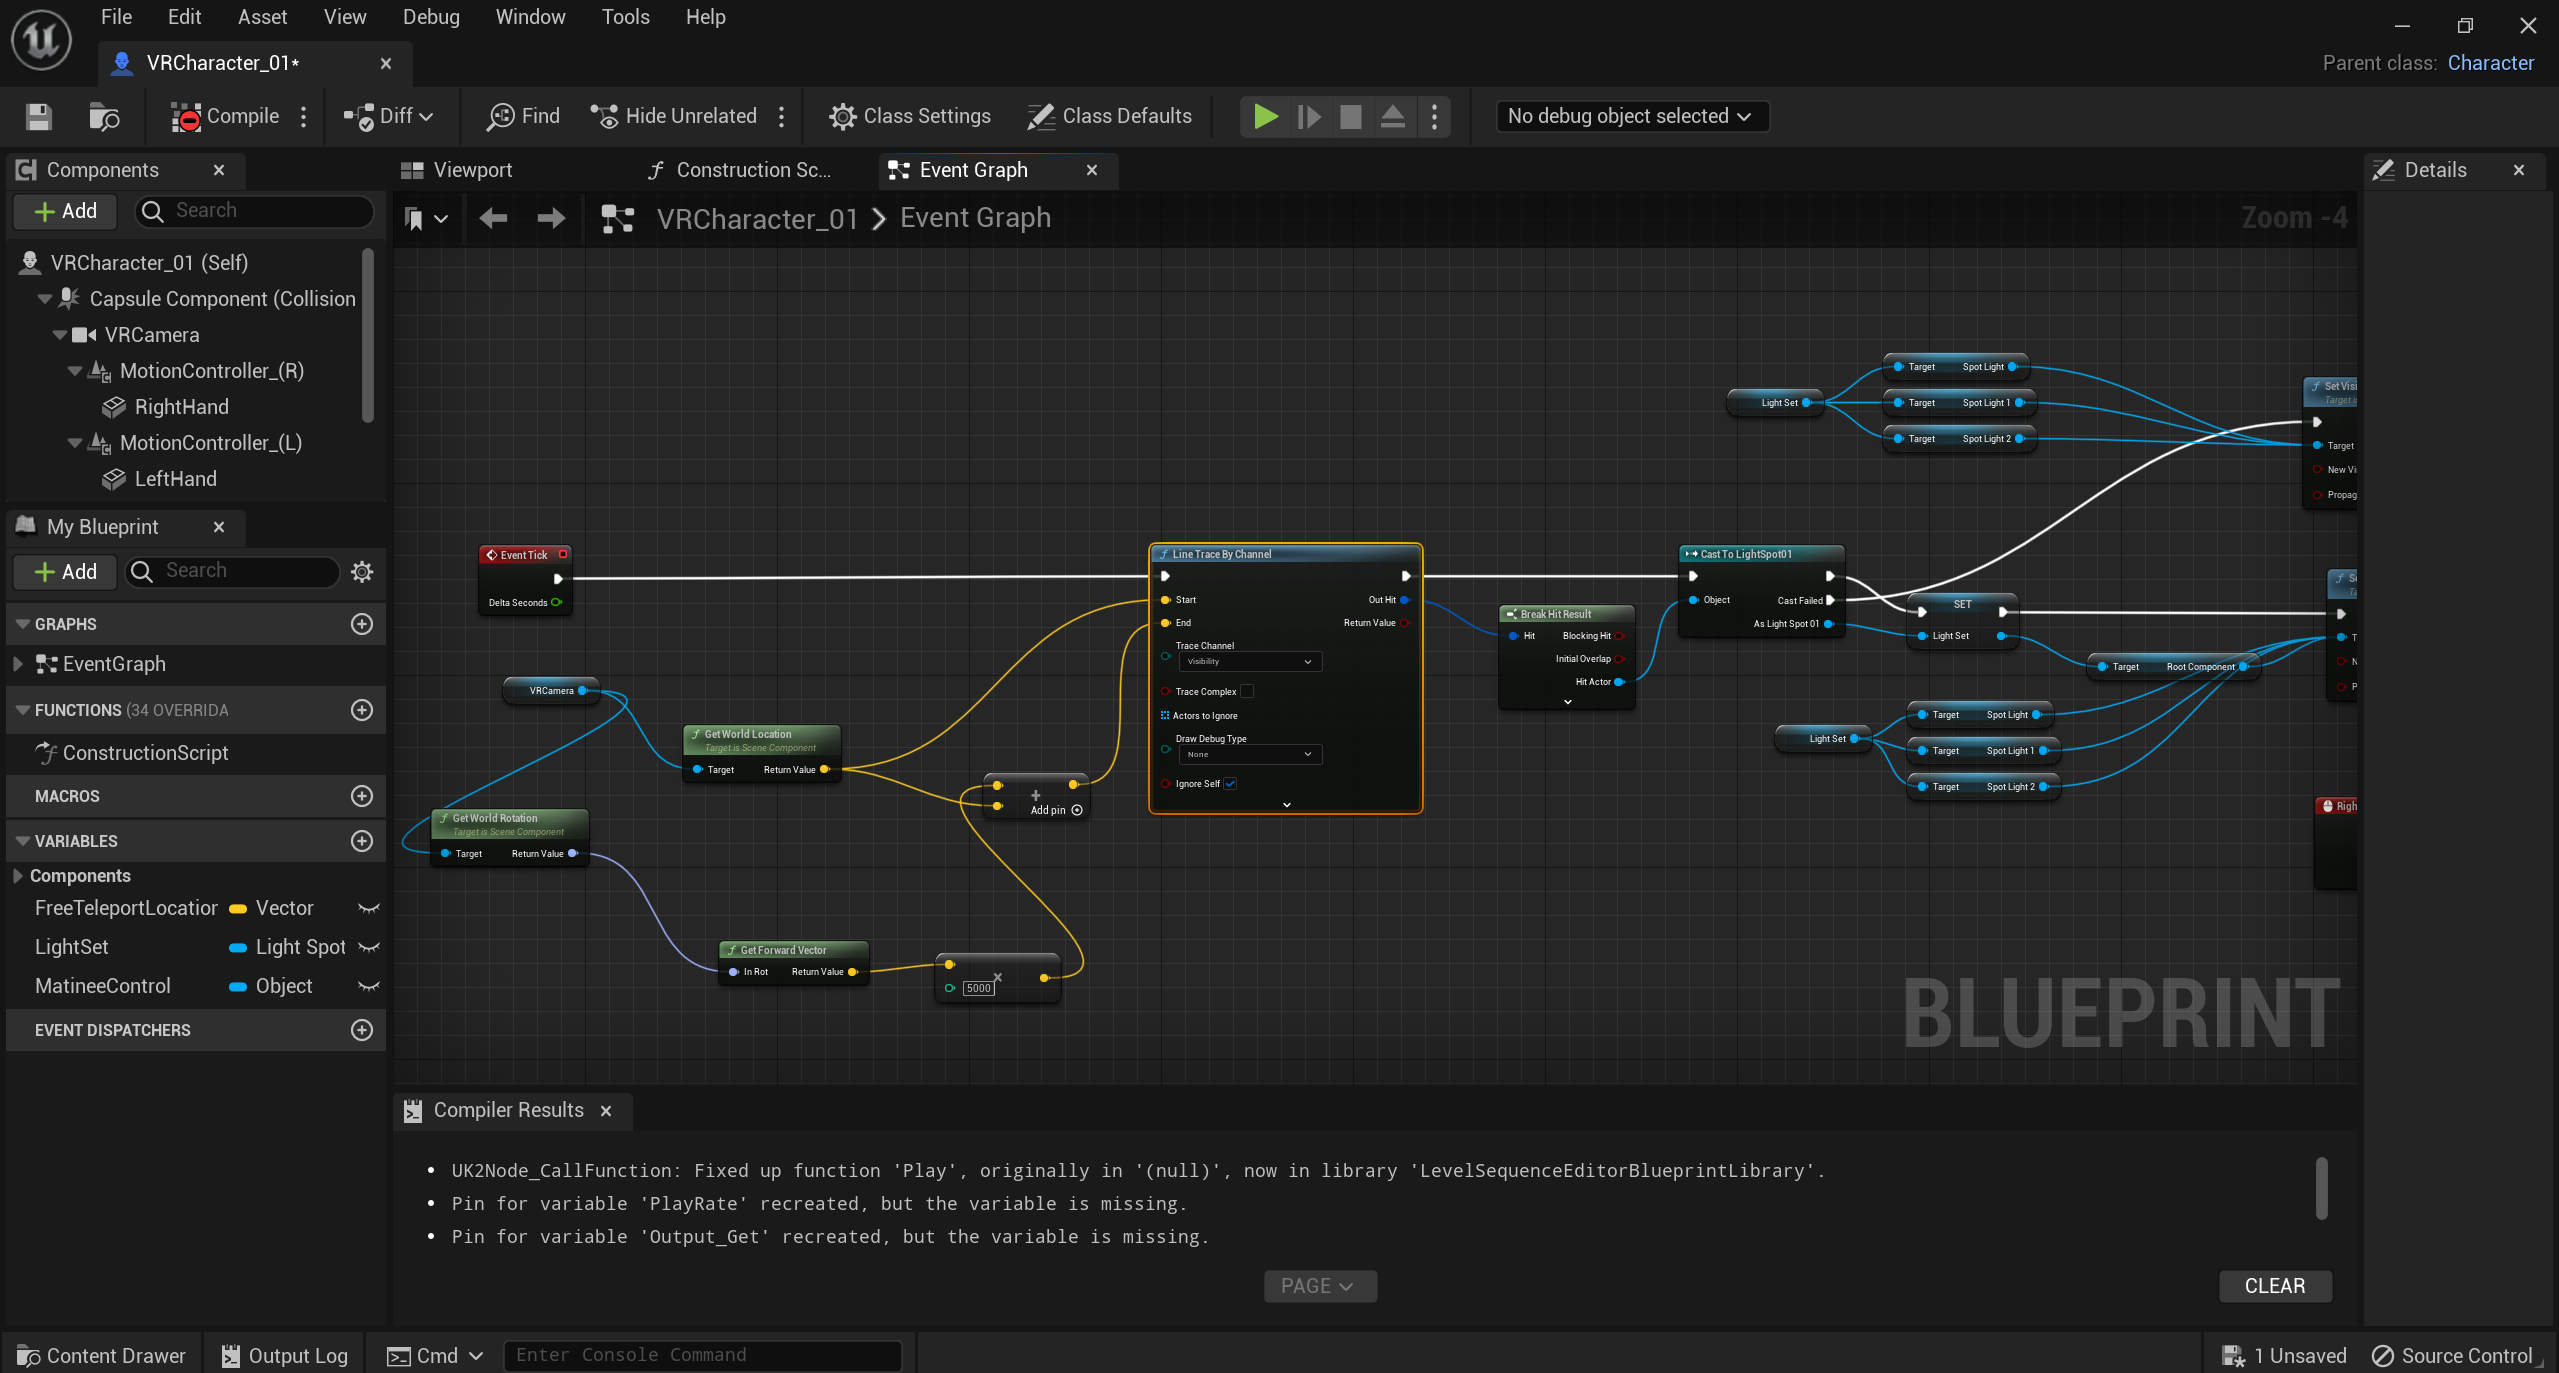 File Edit Asset View Debug Window Tools Help
VRCharacter_01*
Parent class: Character
Compile Diff Find Hide Unrelated Class Settings Class Defaults No debug object selected
Components
Viewport
Construction Sc...
Event Graph
Details
Add Search
VRCharacter_01 > Event Graph
Zoom -4
VRCharacter_01 (Self)
Capsule Component (Collision
VRCamera
MotionController_(R)
RightHand
MotionController_(L)
LeftHand
My Blueprint
Add Search
GRAPHS
EventGraph
FUNCTIONS (34 OVERRIDA
ConstructionScript
MACROS
VARIABLES
Components
FreeTeleportLocation Vector
LightSet Light Spot
MatineeControl Object
EVENT DISPATCHERS
Event Tick
Delta Seconds
VRCamera
Get World Location
Target is Scene Component
Target Return Value
Get World Rotation
Target is Scene Component
Target Return Value
Get Forward Vector
In Rot Return Value
+
Add pin
×
5000
Line Trace By Channel
Start Out Hit
End Return Value
Trace Channel
Visibility
Trace Complex
Actors to Ignore
Draw Debug Type
None
Ignore Self
Break Hit Result
Hit Blocking Hit
Initial Overlap
Hit Actor
Cast To LightSpot01
Object Cast Failed
As Light Spot 01
Light Set
Target Spot Light
Target Spot Light 1
Target Spot Light 2
Set Visi
Target is
Target
New Vi
Propag
SET
Light Set
Target Root Component
Light Set
Target Spot Light
Target Spot Light 1
Target Spot Light 2
Righ
BLUEPRINT
Compiler Results
• UK2Node_CallFunction: Fixed up function 'Play', originally in '(null)', now in library 'LevelSequenceEditorBlueprintLibrary'.
• Pin for variable 'PlayRate' recreated, but the variable is missing.
• Pin for variable 'Output_Get' recreated, but the variable is missing.
PAGE
CLEAR
Content Drawer Output Log Cmd Enter Console Command 1 Unsaved Source Control